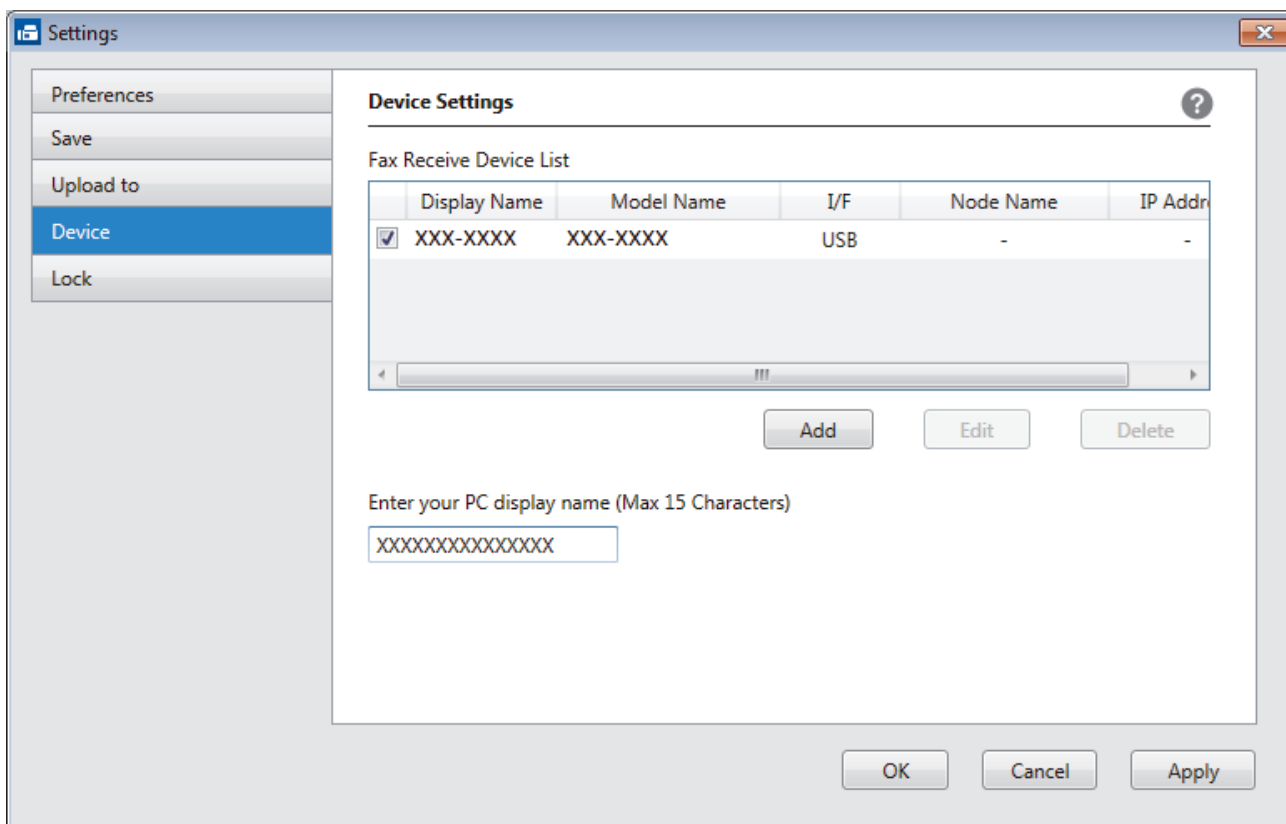 Settings
Preferences
Save
Upload to
Device
Lock
Device Settings
?
Fax Receive Device List
Display Name Model Name I/F Node Name IP Addre
XXX-XXXX XXX-XXXX USB - -
Add Edit Delete
Enter your PC display name (Max 15 Characters)
XXXXXXXXXXXXXXX
OK Cancel Apply